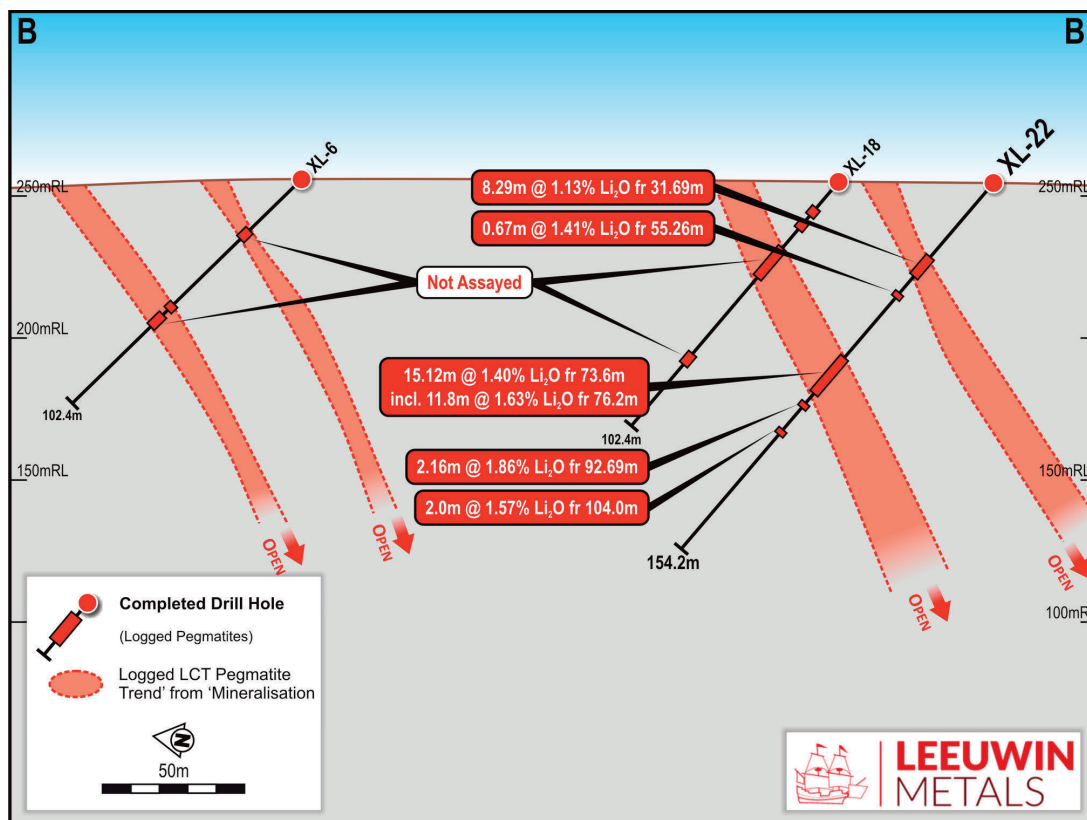 B
B
XL-6
XL-18
XL-22
250mRL
250mRL
8.29m @ 1.13% Li₂O fr 31.69m
0.67m @ 1.41% Li₂O fr 55.26m
Not Assayed
200mRL
15.12m @ 1.40% Li₂O fr 73.6m
incl. 11.8m @ 1.63% Li₂O fr 76.2m
102.4m
102.4m
150mRL
150mRL
2.16m @ 1.86% Li₂O fr 92.69m
2.0m @ 1.57% Li₂O fr 104.0m
154.2m
OPEN
OPEN
OPEN
OPEN
100mRL
Completed Drill Hole
(Logged Pegmatites)
Logged LCT Pegmatite
Trend' from 'Mineralisation
N
50m
LEEUWIN
METALS